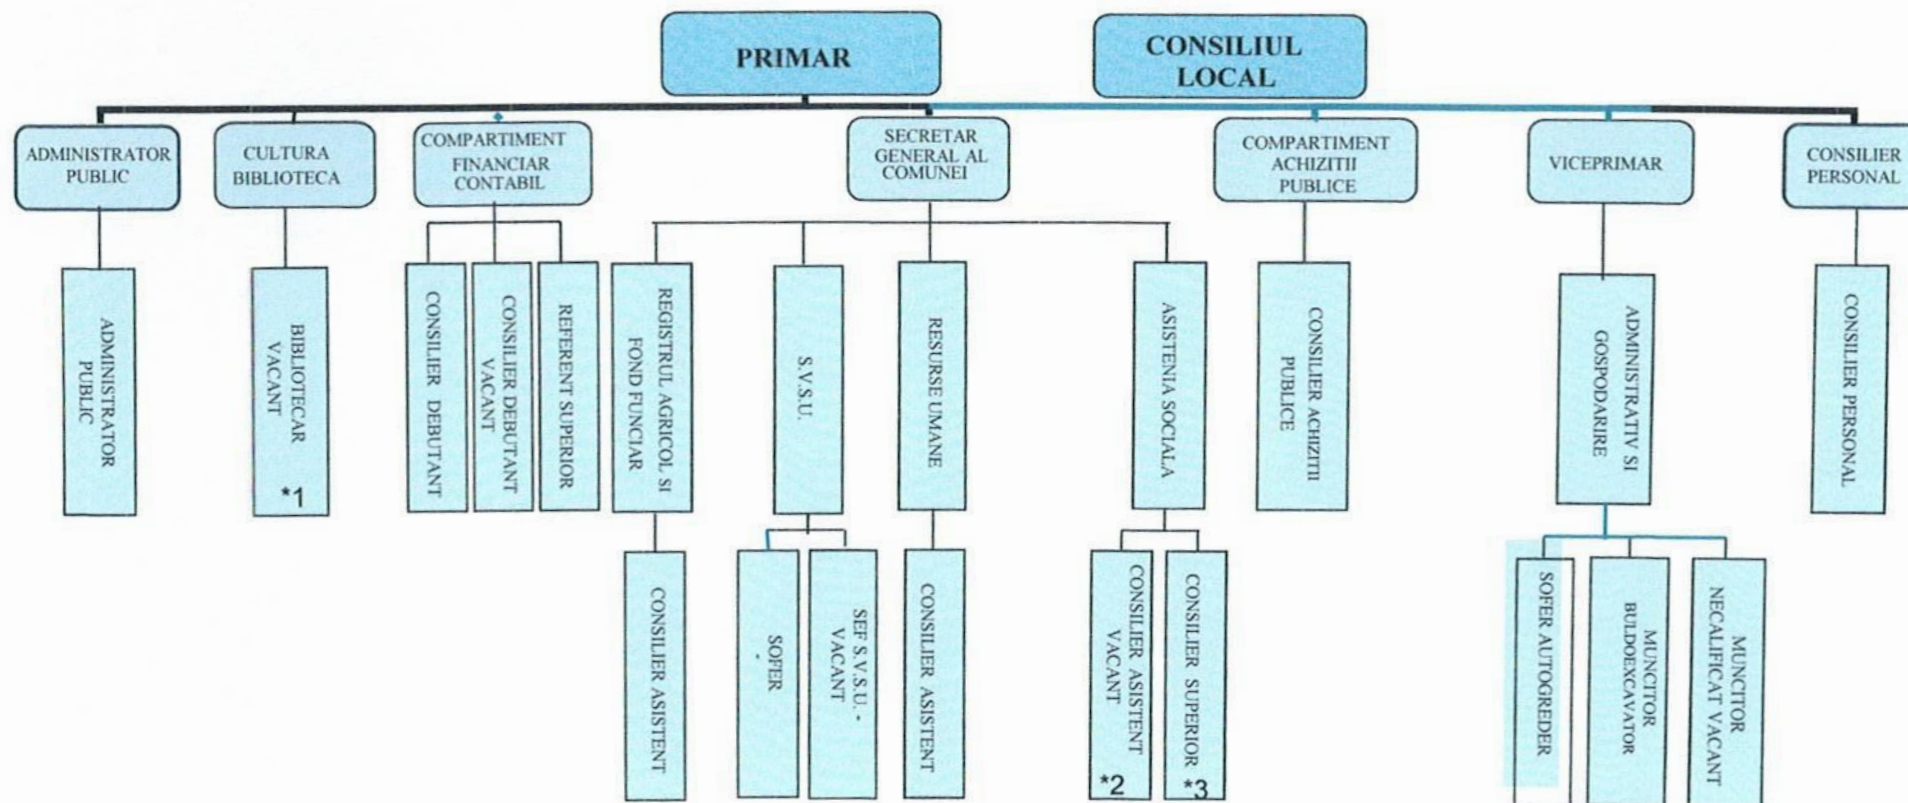 PRIMAR
CONSILIUL
LOCAL
ADMINISTRATOR
PUBLIC
CULTURA
BIBLIOTECA
COMPARTIMENT
FINANCIAR
CONTABIL
SECRETAR
GENERAL AL
COMUNEI
COMPARTIMENT
ACHIZITII
PUBLICE
VICEPRIMAR
CONSILIER
PERSONAL
ADMINISTRATOR
PUBLIC
BIBLIOTECAR
VACANT
*1
CONSILIER DEBUTANT
CONSILIER DEBUTANT
VACANT
REFERENT SUPERIOR
REGISTRUL AGRICOL SI
FOND FUNCIAR
S.V.S.U.
RESURSE UMANE
ASISTENIA SOCIALA
CONSILIER ACHIZITII
PUBLICE
ADMINISTRATIV SI
GOSPODARIRE
CONSILIER PERSONAL
CONSILIER ASISTENT
SOFER
SEF S.V.S.U. -
VACANT
CONSILIER ASISTENT
CONSILIER ASISTENT
VACANT
*2
CONSILIER SUPERIOR
*3
SOFER AUTOGREDER
MUNCITOR
BULDOEXCAVATOR
MUNCITOR
NECALIFICAT VACANT